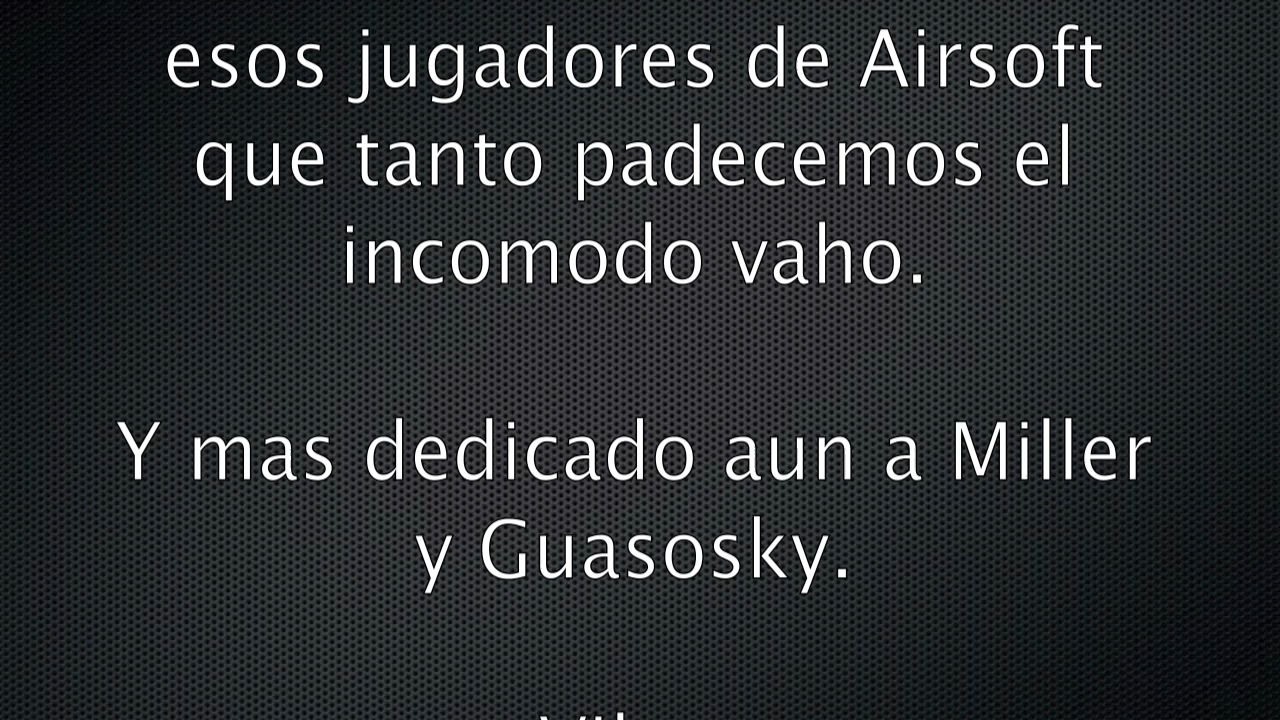 esos jugadores de Airsoft
que tanto padecemos el
incomodo vaho.
Y mas dedicado aun a Miller
y Guasosky.